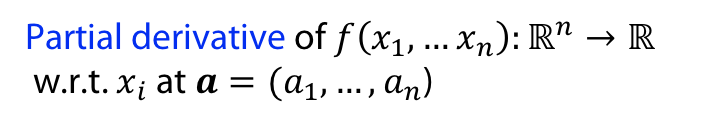 Partial derivative of f(x₁, … xₙ): ℝⁿ → ℝ
w.r.t. xᵢ at a = (a₁, … , aₙ)